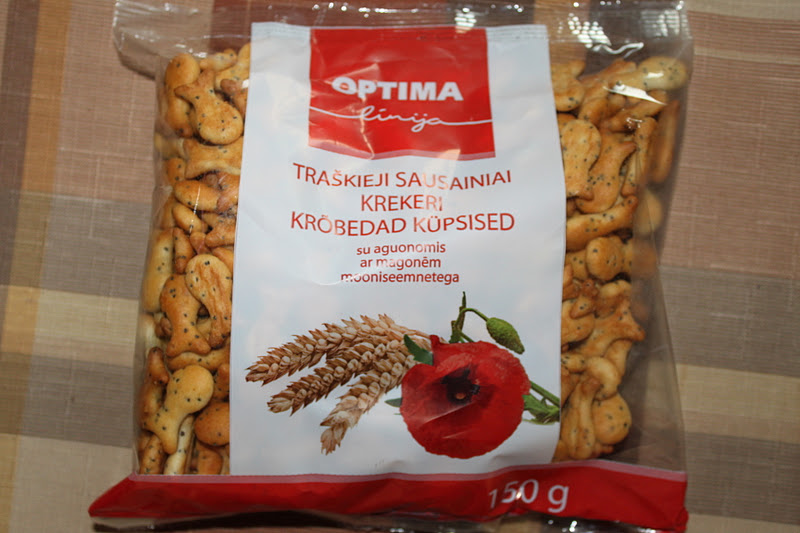 OPTIMA
linija
TRAŠKIEJI SAUSAINIAI
KREKERI
KRÕBEDAD KÜPSISED
su aguonomis
ar magonēm
mooniseemnetega
150 g